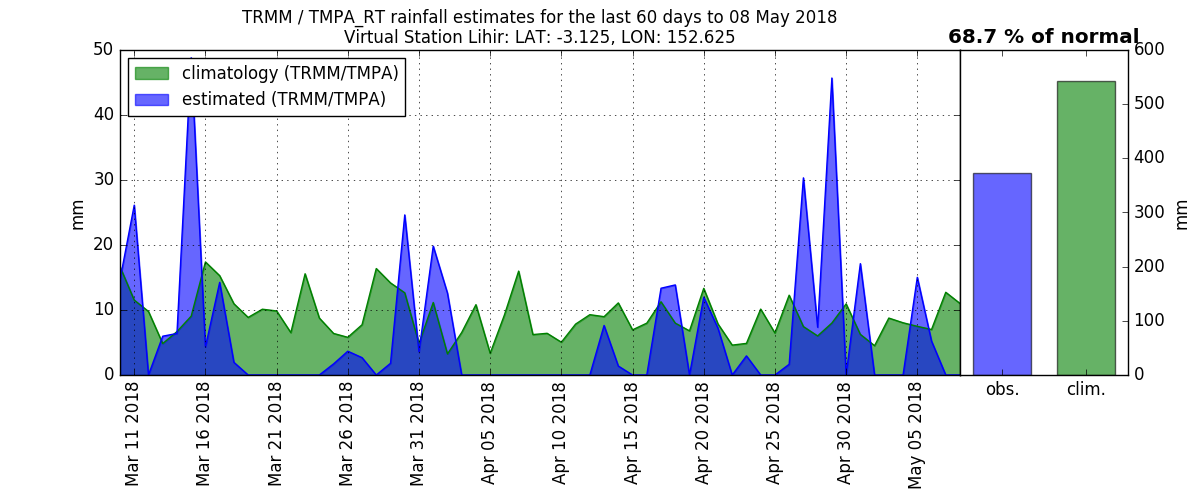 TRMM / TMPA_RT rainfall estimates for the last 60 days to 08 May 2018
Virtual Station Lihir: LAT: -3.125, LON: 152.625
68.7 % of normal
climatology (TRMM/TMPA)
estimated (TRMM/TMPA)
50
40
30
20
10
0
mm
Mar 11 2018
Mar 16 2018
Mar 21 2018
Mar 26 2018
Mar 31 2018
Apr 05 2018
Apr 10 2018
Apr 15 2018
Apr 20 2018
Apr 25 2018
Apr 30 2018
May 05 2018
obs.
clim.
600
500
400
300
200
100
0
mm